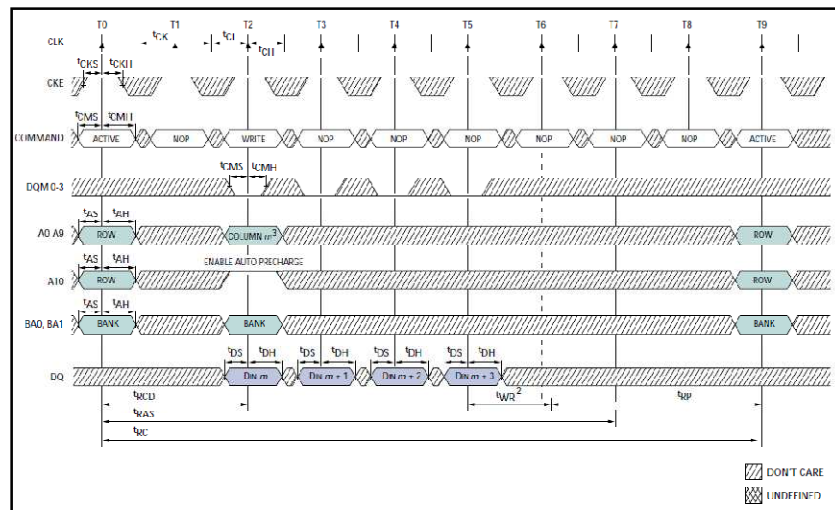 T0 T1 T2 T3 T4 T5 T6 T7 T8 T9
CLK tCK tCL tCH
tCKS tCKH
CKE
tCMS tCMH
COMMAND ACTIVE NOP WRITE NOP NOP NOP NOP NOP NOP ACTIVE
tCMS tCMH
DQM 0-3
tAS tAH
A0 A9 ROW COLUMN m3 ROW
tAS tAH ENABLE AUTO PRECHARGE
A10 ROW ROW
tAS tAH
BA0, BA1 BANK BANK BANK
tDS tDH tDS tDH tDS tDH tDS tDH
DQ DIN m DIN m + 1 DIN m + 2 DIN m + 3
tRCD tWR2 tRP
tRAS
tRC
DON'T CARE
UNDEFINED